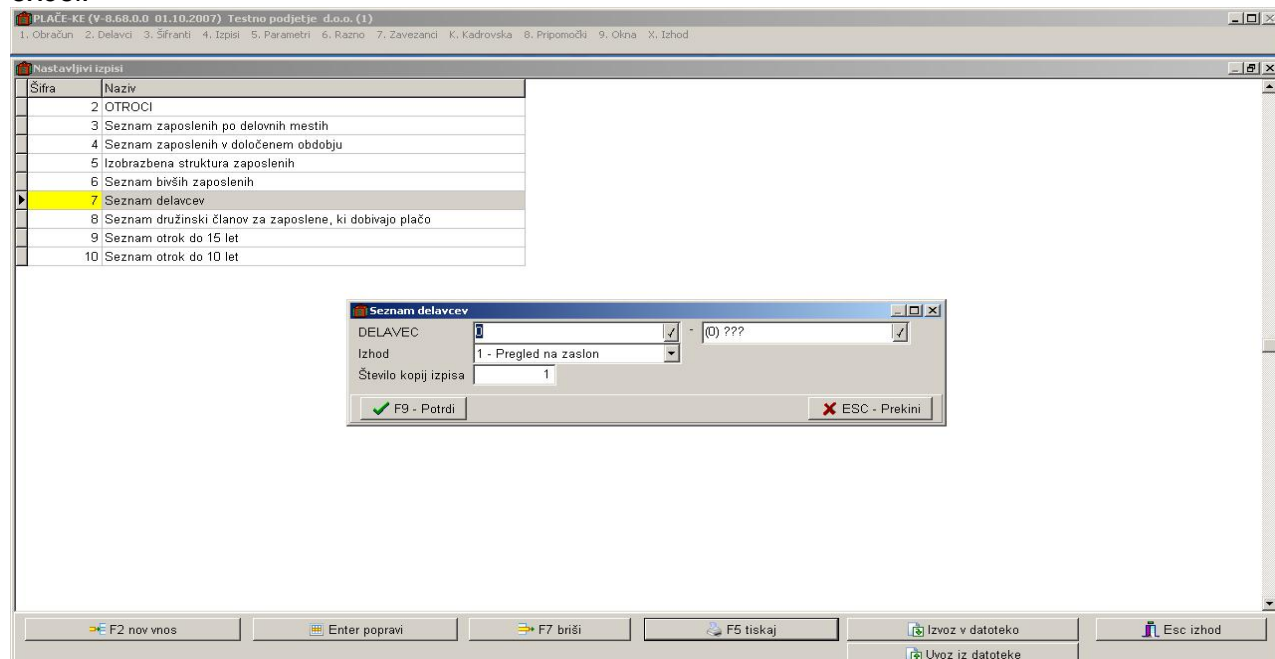 PLAČE-KE (V-8.68.0.0 01.10.2007) Testno podjetje d.o.o. (1)
1. Obračun 2. Delavci 3. Šifranti 4. Izpisi 5. Parametri 6. Razno 7. Zavezanci K. Kadrovska 8. Pripomočki 9. Okna X. Izhod
Nastavljivi izpisi
Šifra Naziv
2 OTROCI
3 Seznam zaposlenih po delovnih mestih
4 Seznam zaposlenih v določenem obdobju
5 Izobrazbena struktura zaposlenih
6 Seznam bivših zaposlenih
7 Seznam delavcev
8 Seznam družinski članov za zaposlene, ki dobivajo plačo
9 Seznam otrok do 15 let
10 Seznam otrok do 10 let
Seznam delavcev
DELAVEC 0 - (0) ???
Izhod 1 - Pregled na zaslon
Število kopij izpisa 1
F9 - Potrdi ESC - Prekini
F2 nov vnos Enter popravi F7 briši F5 tiskaj Izvoz v datoteko Esc izhod
Uvoz iz datoteke